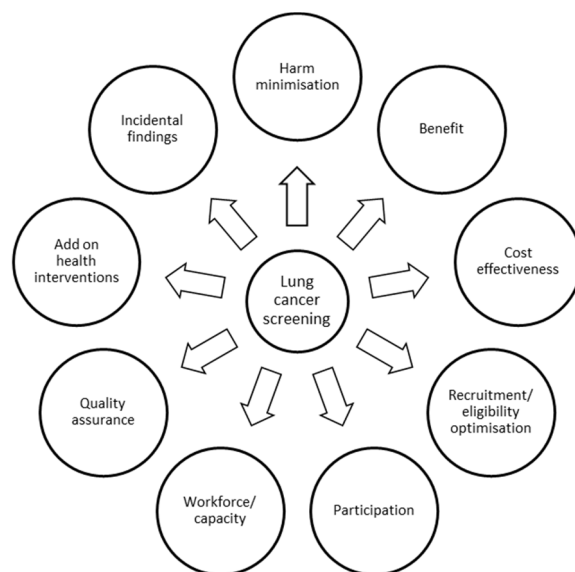 Harm
minimisation
Benefit
Cost
effectiveness
Recruitment/
eligibility
optimisation
Participation
Workforce/
capacity
Quality
assurance
Add on
health
interventions
Incidental
findings
Lung
cancer
screening